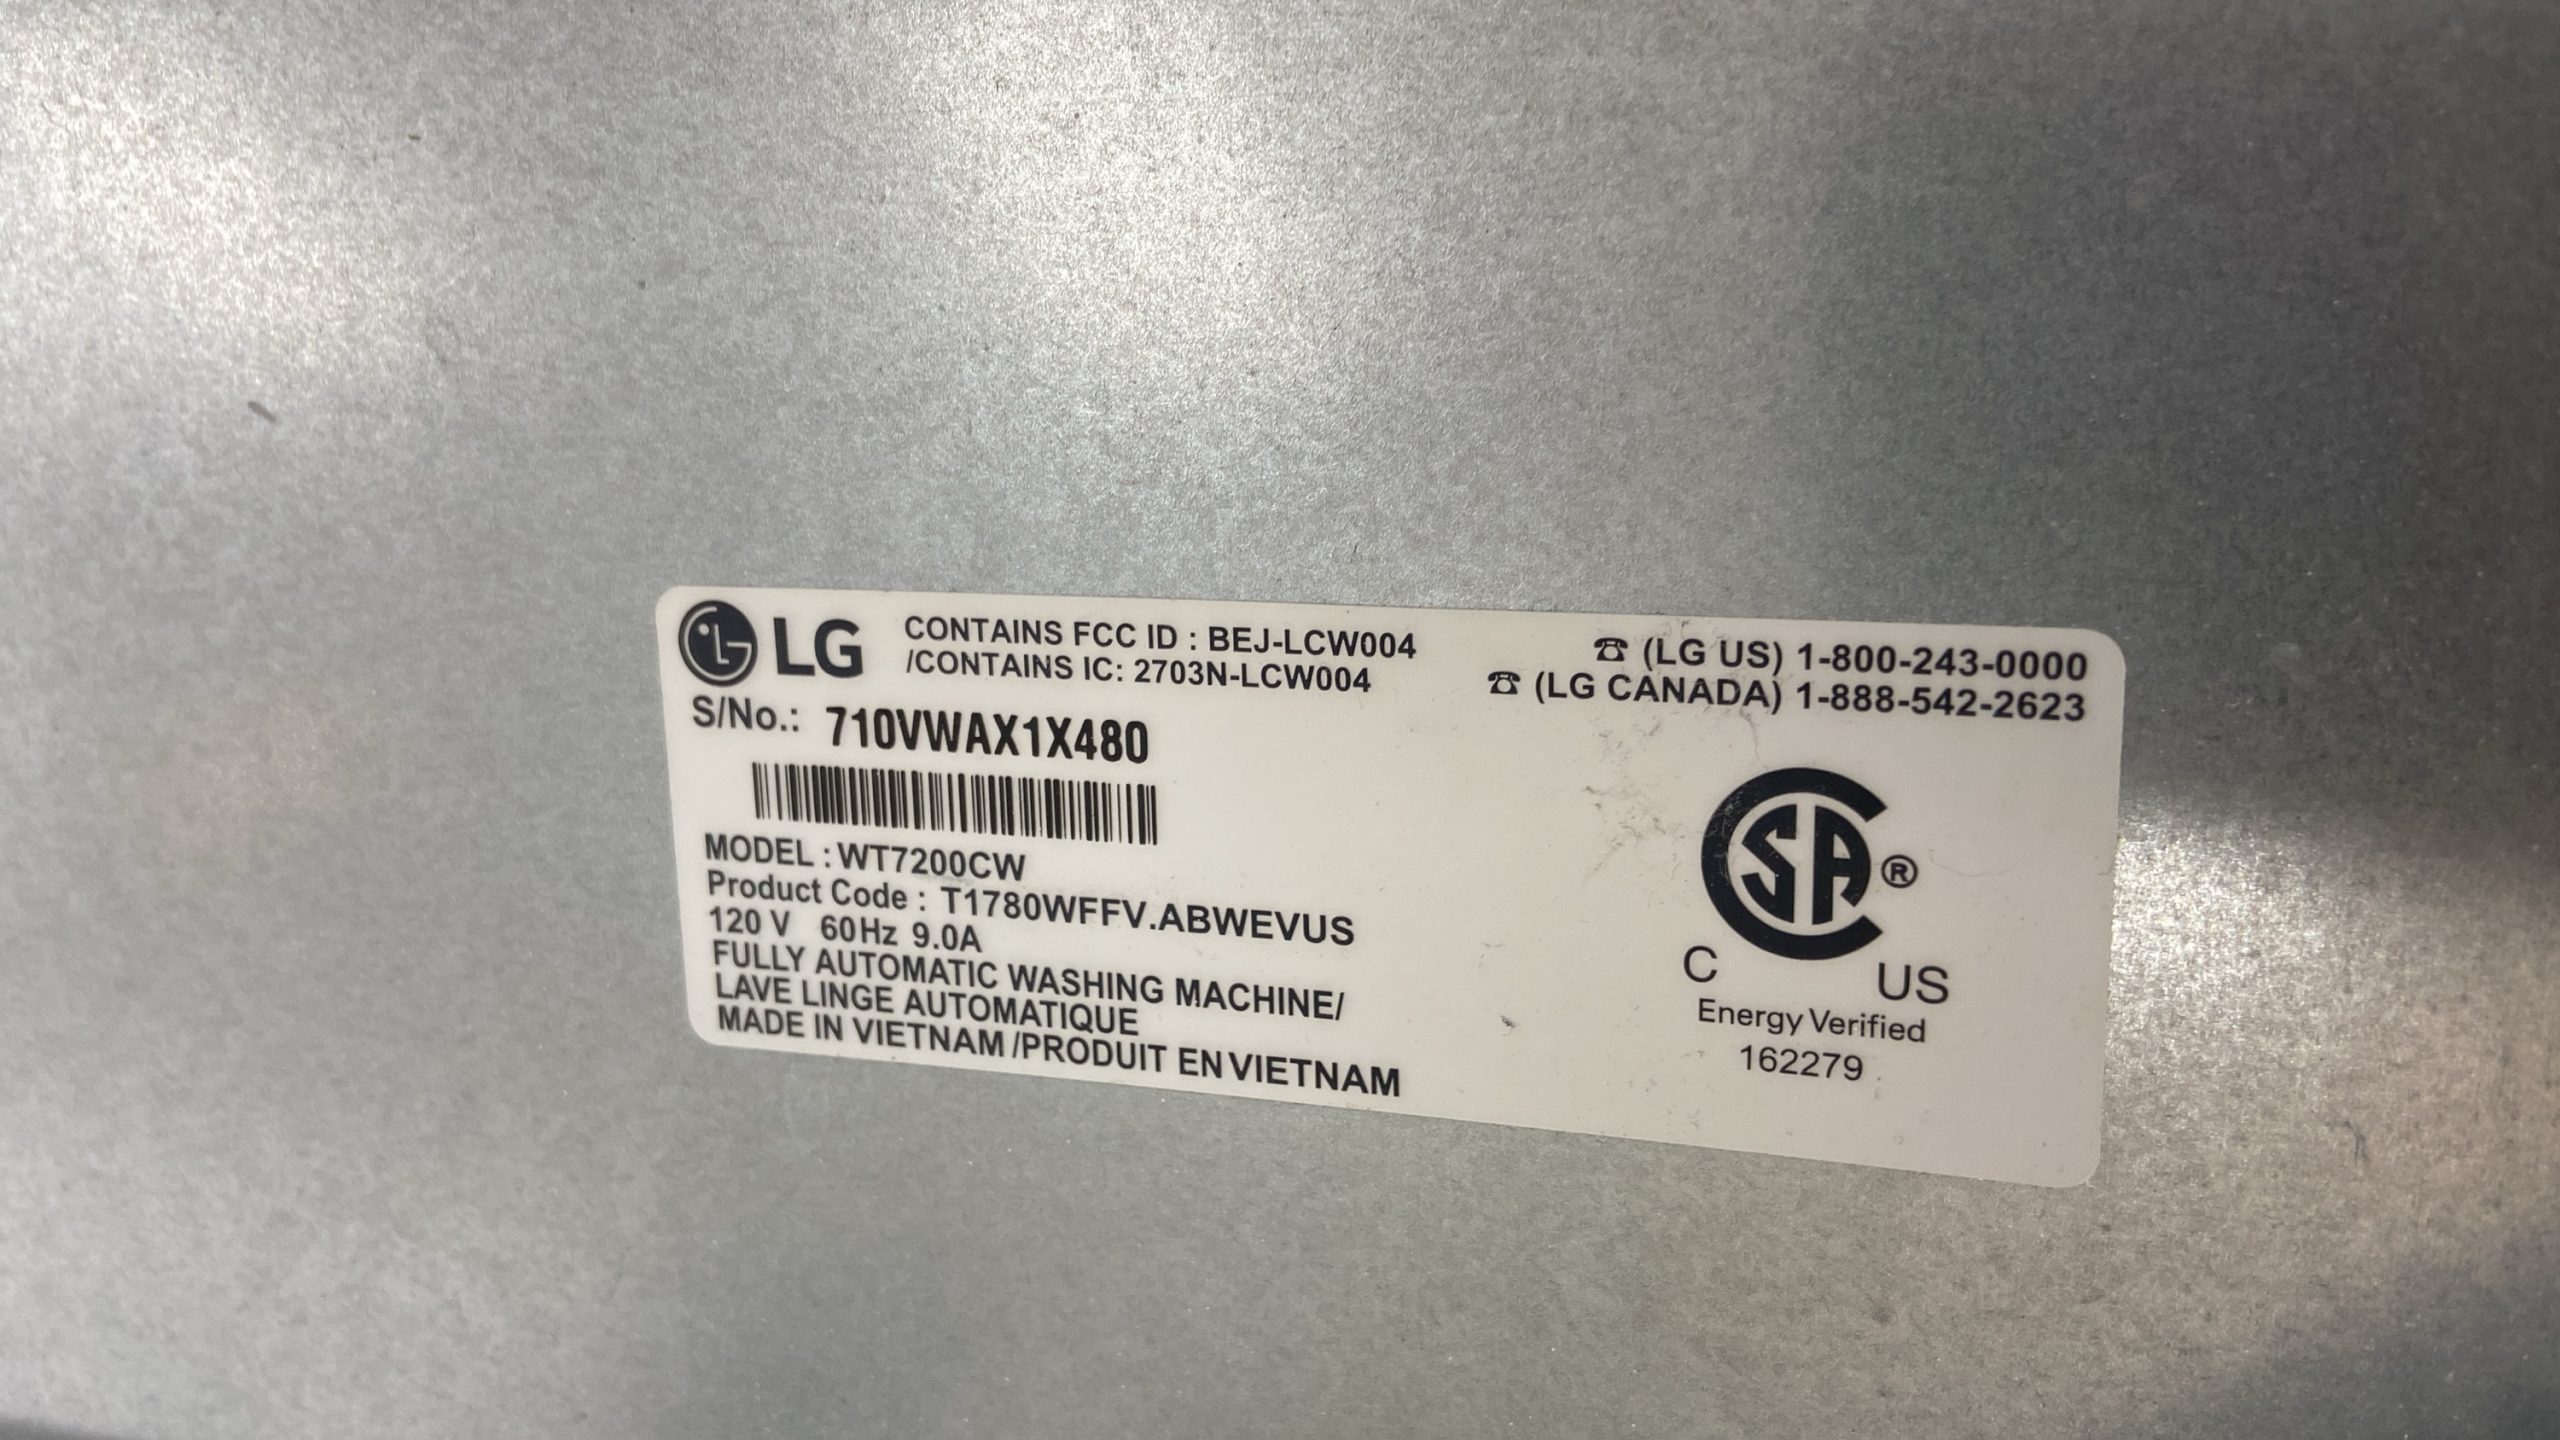 LG
CONTAINS FCC ID : BEJ-LCW004
/CONTAINS IC: 2703N-LCW004
☎ (LG US) 1-800-243-0000
☎ (LG CANADA) 1-888-542-2623
S/No.: 710VWAX1X480
MODEL : WT7200CW
Product Code : T1780WFFV.ABWEVUS
120 V 60Hz 9.0A
FULLY AUTOMATIC WASHING MACHINE/
LAVE LINGE AUTOMATIQUE
MADE IN VIETNAM /PRODUIT EN VIETNAM
CSA®
C US
Energy Verified
162279